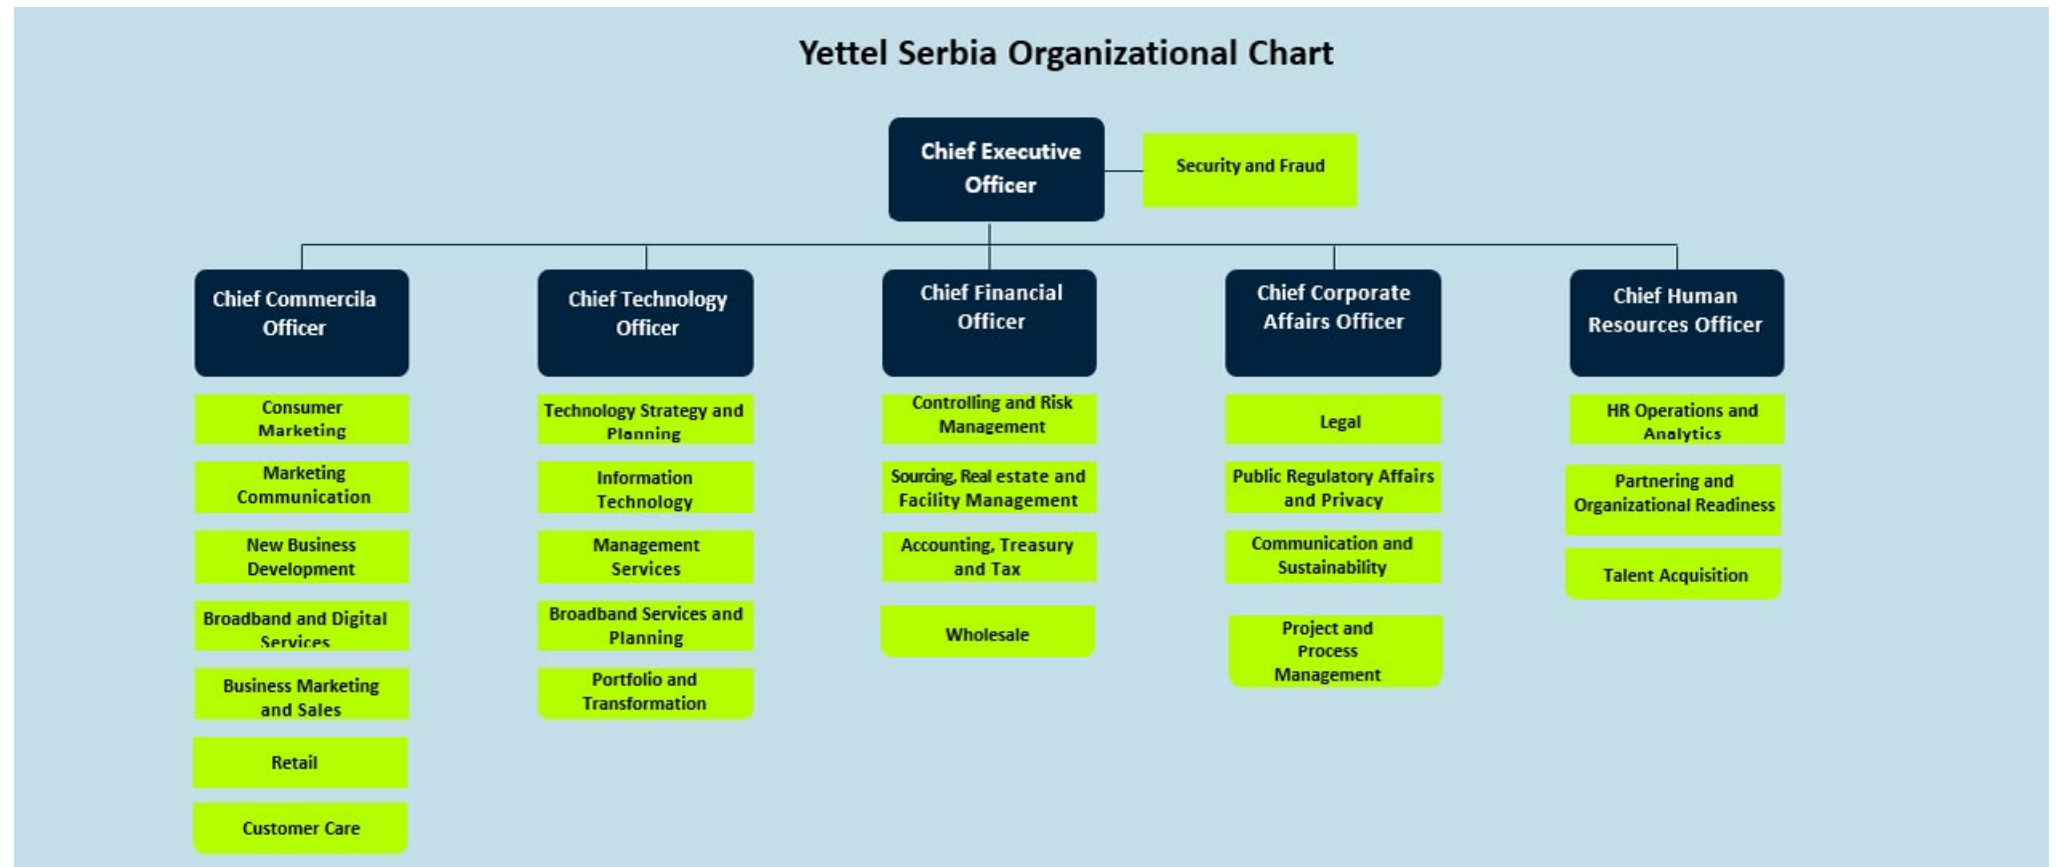 Yettel Serbia Organizational Chart
Chief Executive
Officer
Security and Fraud
Chief Commercila
Officer
Consumer
Marketing
Marketing
Communication
New Business
Development
Broadband and Digital
Services
Business Marketing
and Sales
Retail
Customer Care
Chief Technology
Officer
Technology Strategy and
Planning
Information
Technology
Management
Services
Broadband Services and
Planning
Portfolio and
Transformation
Chief Financial
Officer
Controlling and Risk
Management
Sourcing, Real estate and
Facility Management
Accounting, Treasury
and Tax
Wholesale
Chief Corporate
Affairs Officer
Legal
Public Regulatory Affairs
and Privacy
Communication and
Sustainability
Project and
Process
Management
Chief Human
Resources Officer
HR Operations and
Analytics
Partnering and
Organizational Readiness
Talent Acquisition